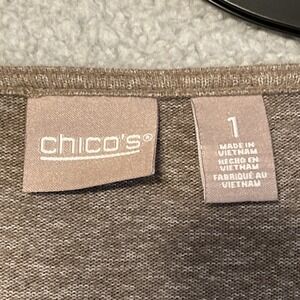 chico's®
1
MADE IN
VIETNAM
HECHO EN
VIETNAM
FABRIQUÉ AU
VIETNAM